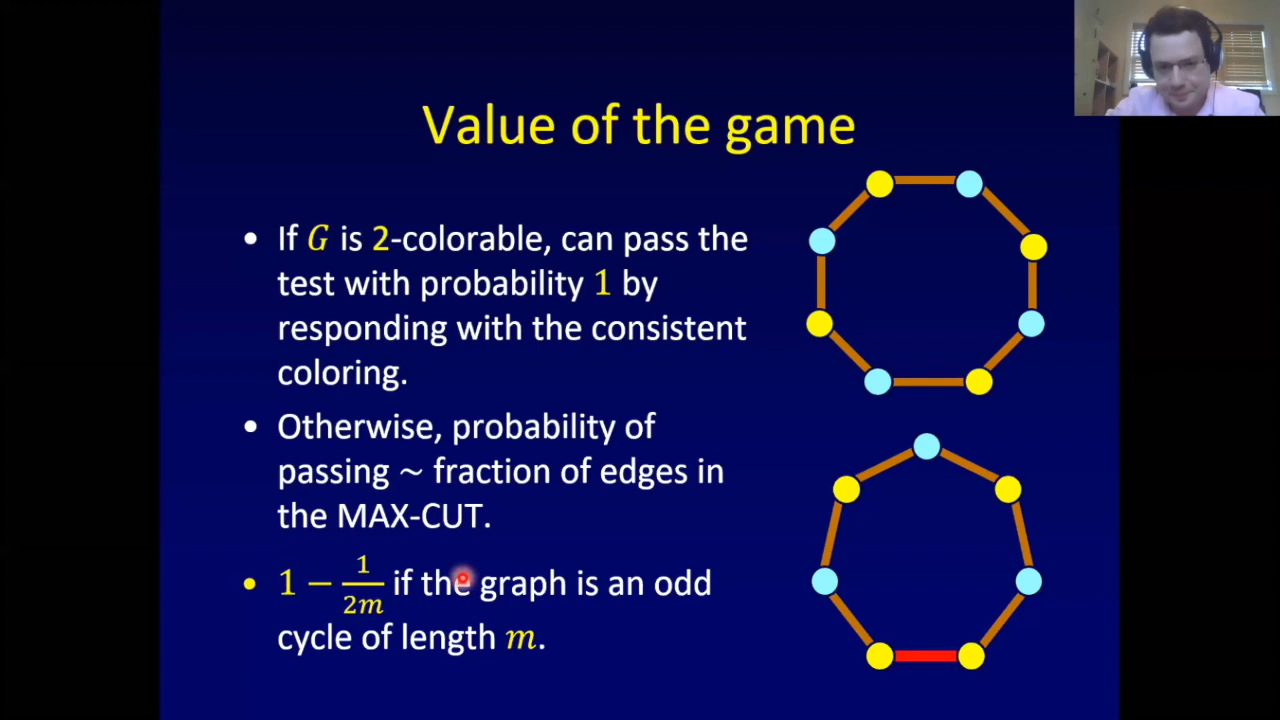 Value of the game
• If G is 2-colorable, can pass the
test with probability 1 by
responding with the consistent
coloring.
• Otherwise, probability of
passing ~ fraction of edges in
the MAX-CUT.
• 1 − 1/2m if the graph is an odd
cycle of length m.